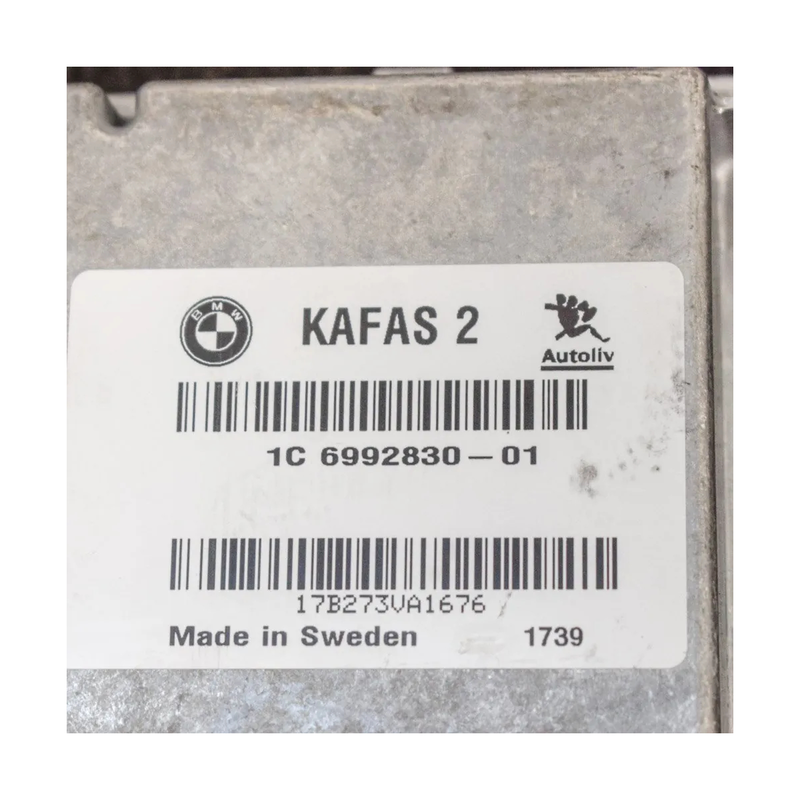 BMW
KAFAS 2
Autoliv
1C 6992830-01
17B273VA1676
Made in Sweden 1739